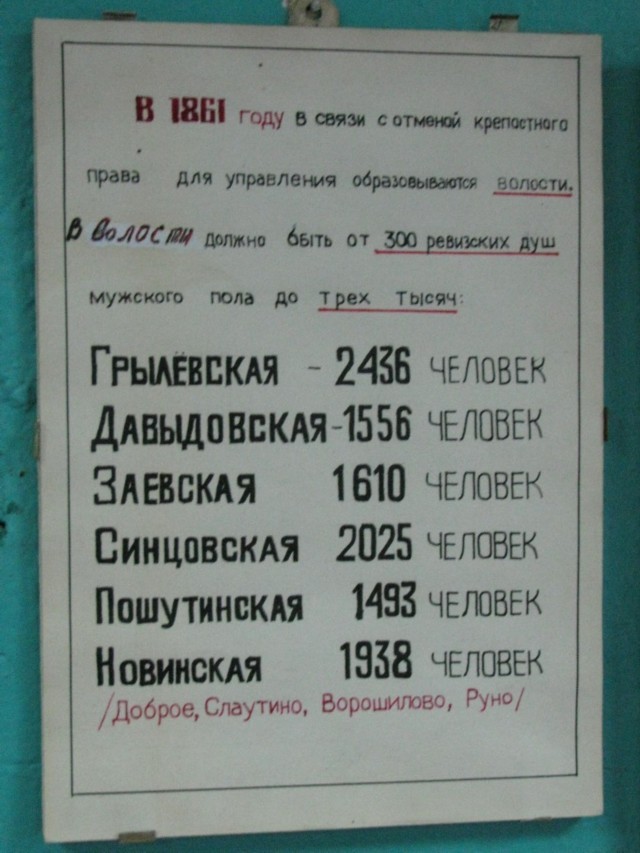 В 1861 году в связи с отменой крепостного
права для управления образовываются волости.
В волости должно быть от 300 ревизских душ
мужского пола до трех тысяч:
Грылёвская - 2436 человек
Давыдовская - 1556 человек
Заевская 1610 человек
Синцовская 2025 человек
Пошутинская 1493 человек
Новинская 1938 человек
/Доброе, Слаутино, Ворошилово, Руно/